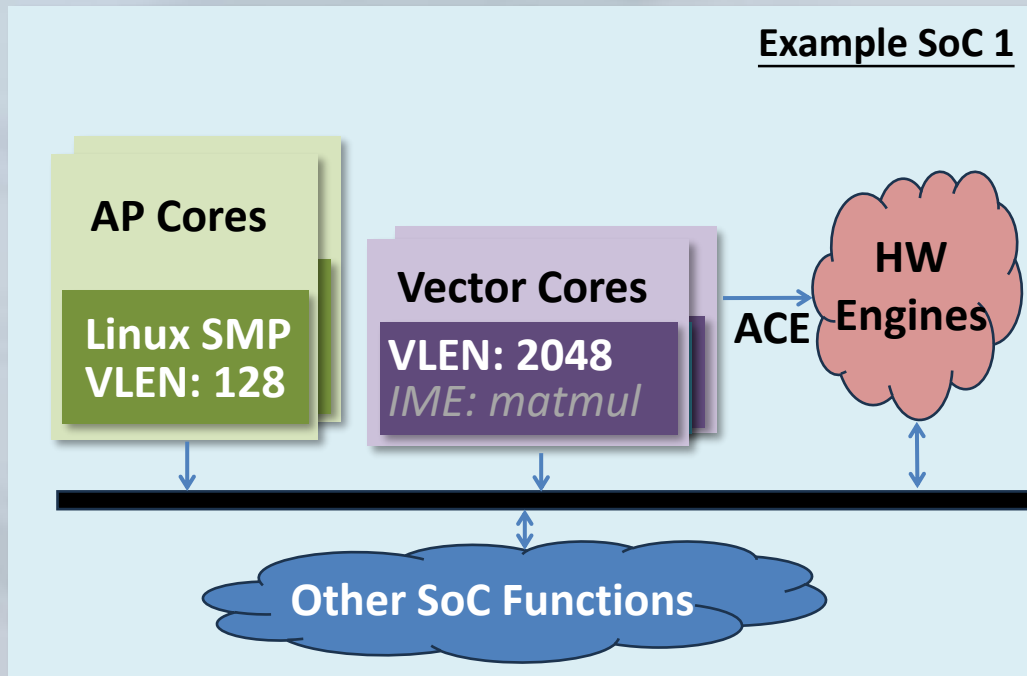 Example SoC 1
AP Cores
Linux SMP
VLEN: 128
Vector Cores
VLEN: 2048
IME: matmul
ACE
HW
Engines
Other SoC Functions